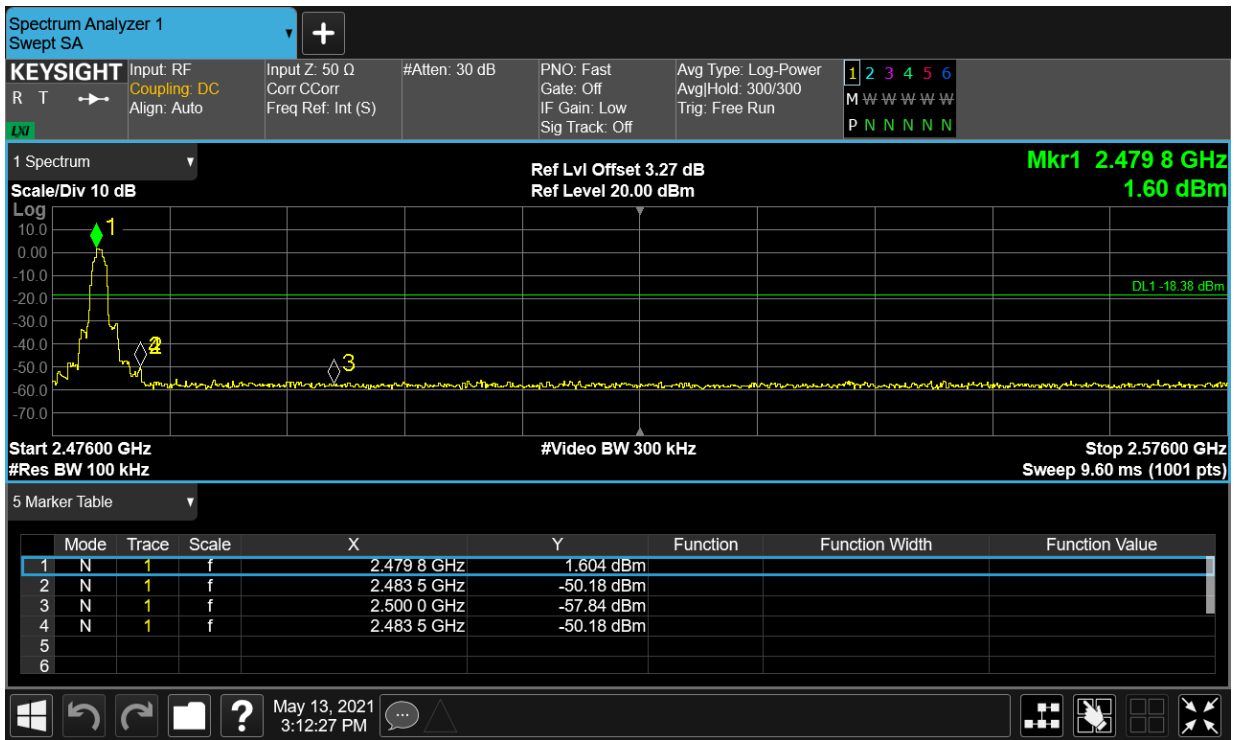 Spectrum Analyzer 1
Swept SA
KEYSIGHT
R T
LXI
Input: RF
Coupling: DC
Align: Auto
Input Z: 50 Ω
Corr CCorr
Freq Ref: Int (S)
#Atten: 30 dB
PNO: Fast
Gate: Off
IF Gain: Low
Sig Track: Off
Avg Type: Log-Power
Avg|Hold: 300/300
Trig: Free Run
1 2 3 4 5 6
M W W W W W
P N N N N N
1 Spectrum
Scale/Div 10 dB
Ref Lvl Offset 3.27 dB
Ref Level 20.00 dBm
Mkr1 2.479 8 GHz
1.60 dBm
Log
10.0
0.00
-10.0
-20.0
-30.0
-40.0
-50.0
-60.0
-70.0
1
2
3
DL1 -18.38 dBm
Start 2.47600 GHz
#Res BW 100 kHz
#Video BW 300 kHz
Stop 2.57600 GHz
Sweep 9.60 ms (1001 pts)
5 Marker Table
Mode Trace Scale X Y Function Function Width Function Value
1 N 1 f 2.479 8 GHz 1.604 dBm
2 N 1 f 2.483 5 GHz -50.18 dBm
3 N 1 f 2.500 0 GHz -57.84 dBm
4 N 1 f 2.483 5 GHz -50.18 dBm
5
6
?
May 13, 2021
3:12:27 PM